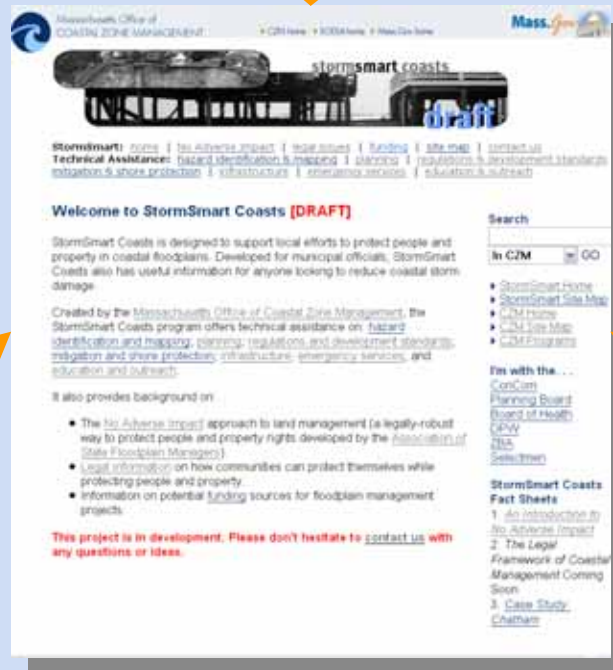 Massachusetts Office of
COASTAL ZONE MANAGEMENT
CZM Home
Mass.Gov Home
Mass.Gov
stormsmart coasts
draft
StormSmart: home | No Adverse Impact | legal issues | funding | site map | contact us
Technical Assistance: hazard identification & mapping | planning | regulations & development standards
mitigation & shore protection | infrastructure | emergency services | education & outreach
Welcome to StormSmart Coasts [DRAFT]
StormSmart Coasts is designed to support local efforts to protect people and
property in coastal floodplains. Developed for municipal officials, StormSmart
Coasts also has useful information for anyone looking to reduce coastal storm
damage.
Created by the Massachusetts Office of Coastal Zone Management, the
StormSmart Coasts program offers technical assistance on: hazard
identification and mapping, planning, regulations and development standards,
mitigation and shore protection, infrastructure, emergency services, and
education and outreach.
It also provides background on
• The No Adverse Impact approach to land management (a legally-robust
way to protect people and property rights developed by the Association of
State Floodplain Managers).
• Legal information on how communities can protect themselves while
protecting people and property.
• Information on potential funding sources for floodplain management
projects.
This project is in development. Please don't hesitate to contact us with
any questions or ideas.
Search
In CZM GO
StormSmart Home
StormSmart Site Map
CZM Home
CZM Site Map
CZM Programs
I'm with the. . .
ConCom
Planning Board
Board of Health
DPW
ZBA
Selectmen
StormSmart Coasts
Fact Sheets
1. An Introduction to
No Adverse Impact
2. The Legal
Framework of Coastal
Management Coming
Soon
3. Case Study:
Chatham